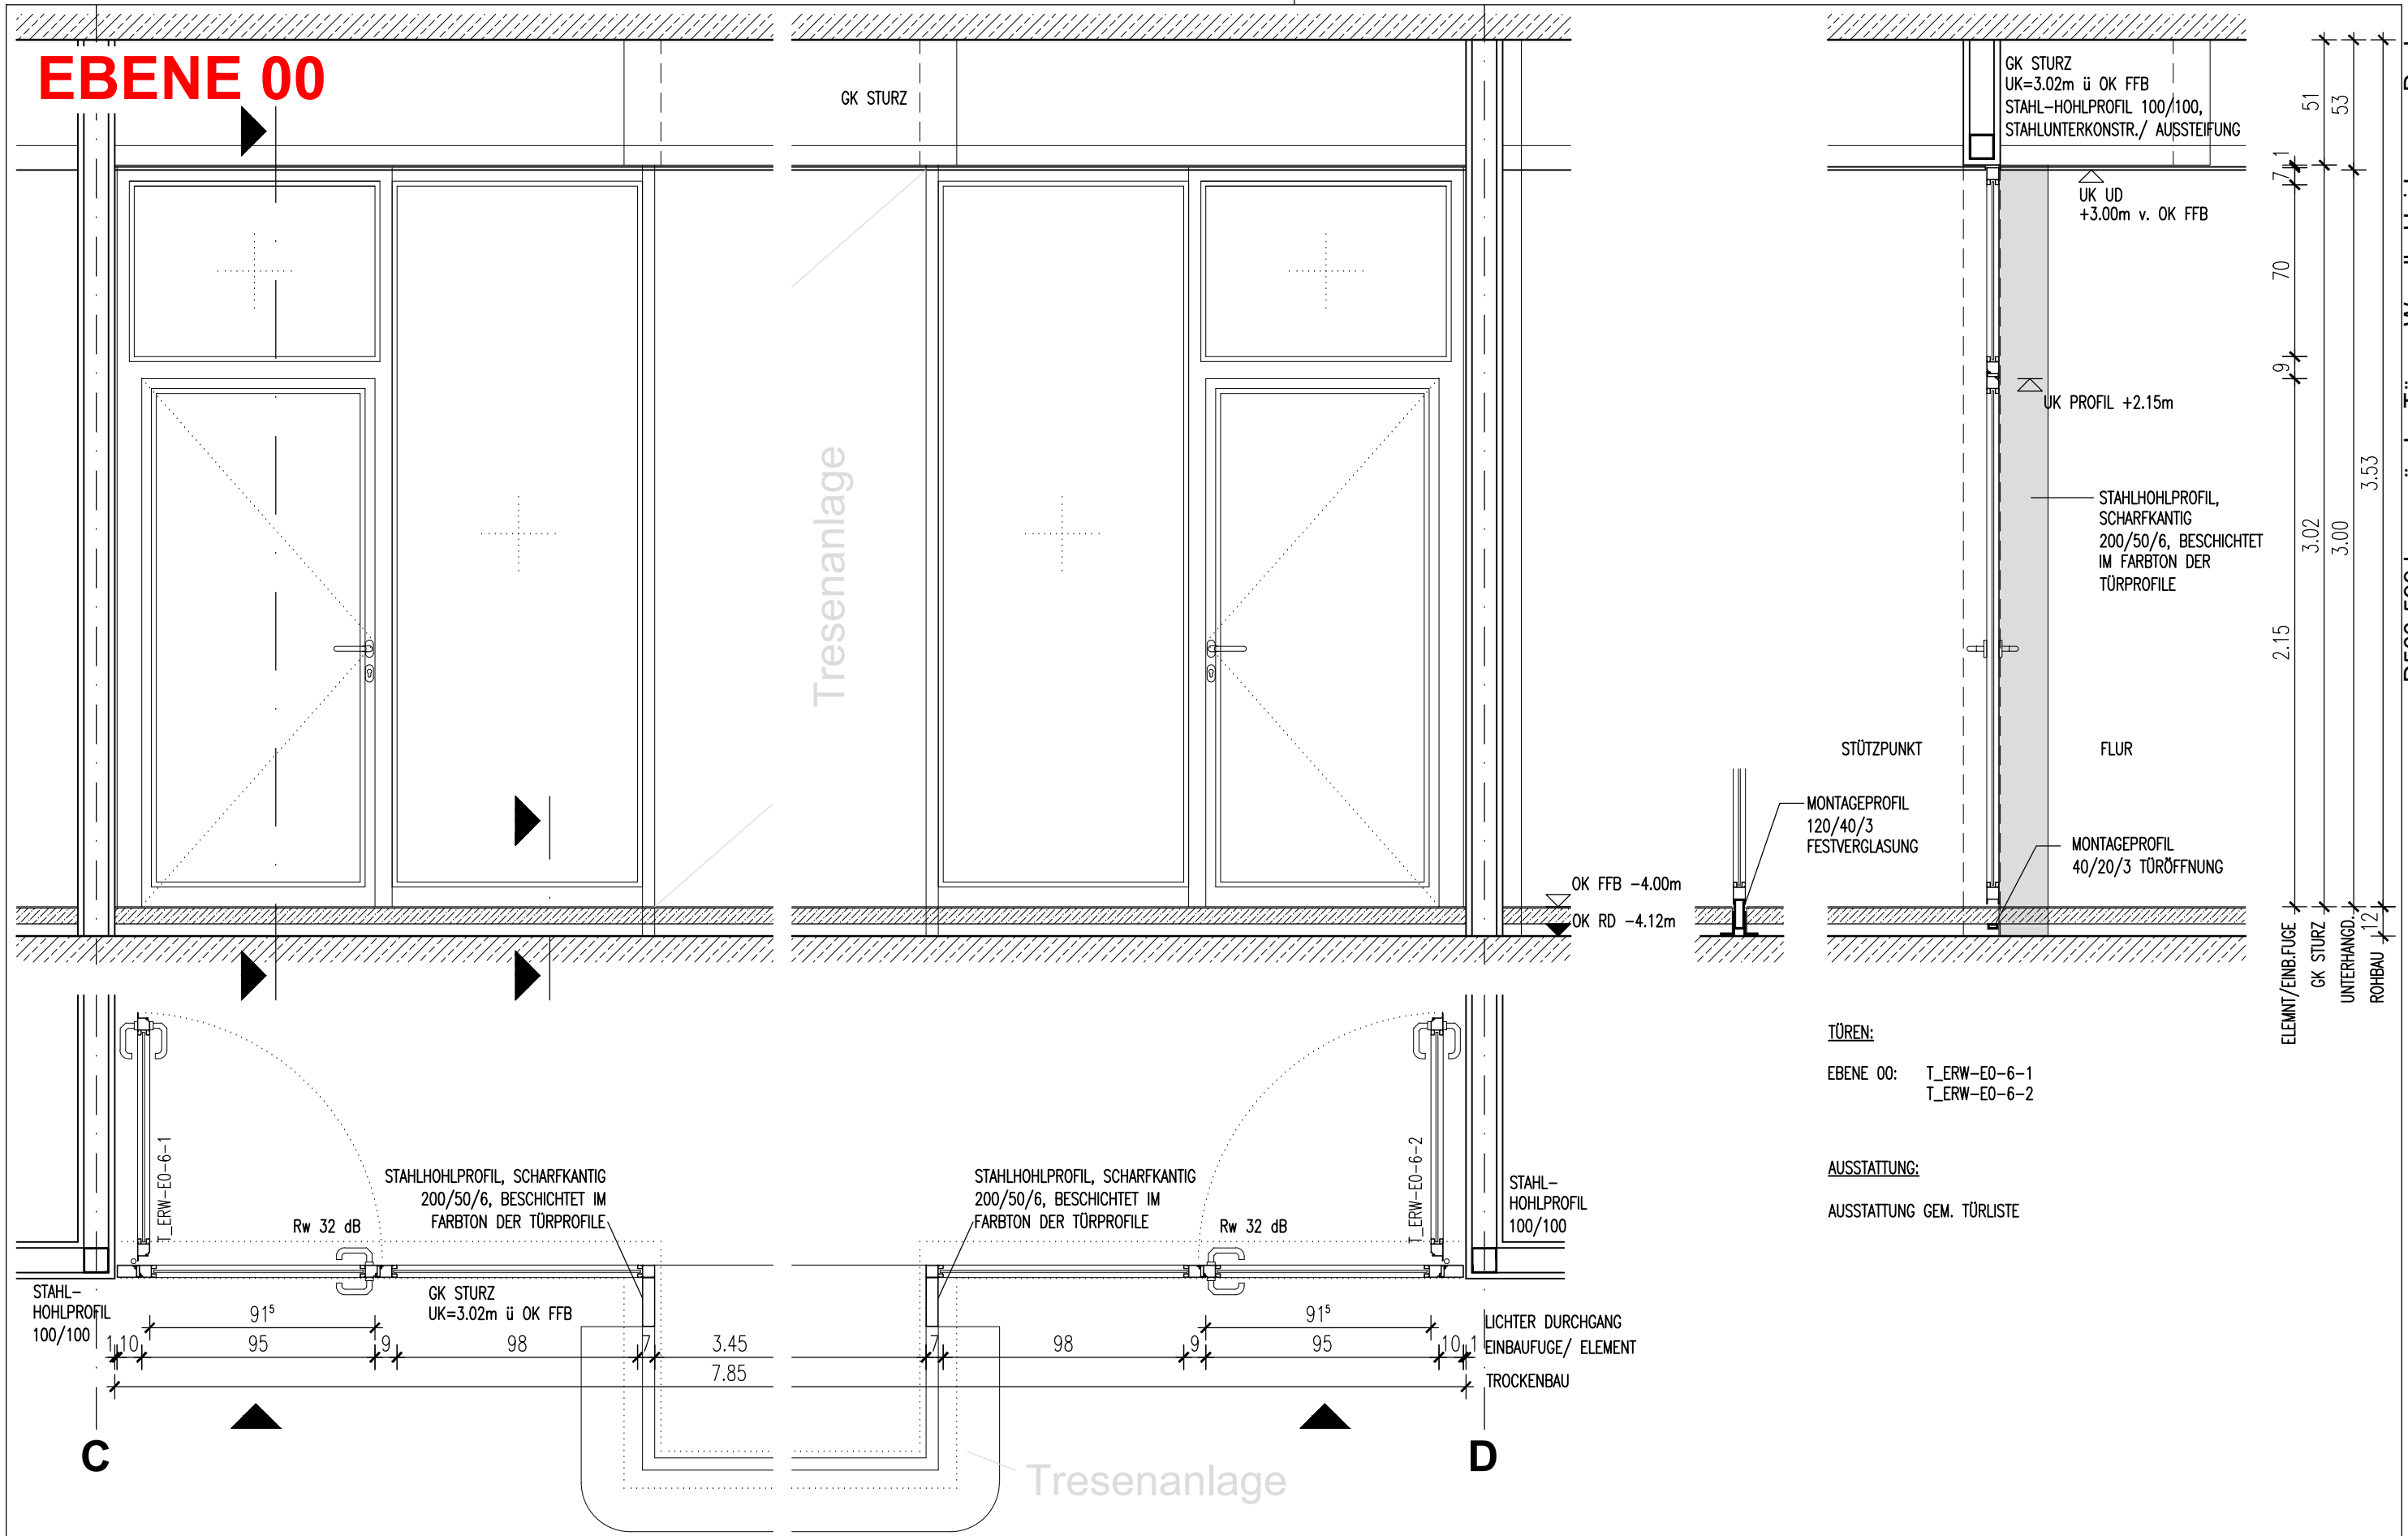 EBENE 00
GK STURZ
GK STURZ
UK=3.02m ü OK FFB
STAHL-HOHLPROFIL 100/100,
STAHLUNTERKONSTR./ AUSSTEIFUNG
UK UD
+3.00m v. OK FFB
UK PROFIL +2.15m
STAHLHOHLPROFIL,
SCHARFKANTIG
200/50/6, BESCHICHTET
IM FARBTON DER
TÜRPROFILE
Tresenanlage
STÜTZPUNKT
FLUR
MONTAGEPROFIL
120/40/3
FESTVERGLASUNG
MONTAGEPROFIL
40/20/3 TÜRÖFFNUNG
OK FFB -4.00m
OK RD -4.12m
51
53
1
7
70
9
3.53
3.02
3.00
2.15
12
ELEMNT/EINB.FUGE
GK STURZ
UNTERHANGD.
ROHBAU
TÜREN:
EBENE 00: T_ERW-E0-6-1
T_ERW-E0-6-2
AUSSTATTUNG:
AUSSTATTUNG GEM. TÜRLISTE
T_ERW-E0-6-1
STAHLHOHLPROFIL, SCHARFKANTIG
200/50/6, BESCHICHTET IM
FARBTON DER TÜRPROFILE
Rw 32 dB
STAHLHOHLPROFIL, SCHARFKANTIG
200/50/6, BESCHICHTET IM
FARBTON DER TÜRPROFILE
Rw 32 dB
T_ERW-E0-6-2
STAHL-
HOHLPROFIL
100/100
STAHL-
HOHLPROFIL
100/100
GK STURZ
UK=3.02m ü OK FFB
91⁵ 91⁵ LICHTER DURCHGANG
1 10 95 9 98 7 3.45 7 98 9 95 10 1 EINBAUFUGE/ ELEMENT
7.85 TROCKENBAU
C
D
Tresenanlage